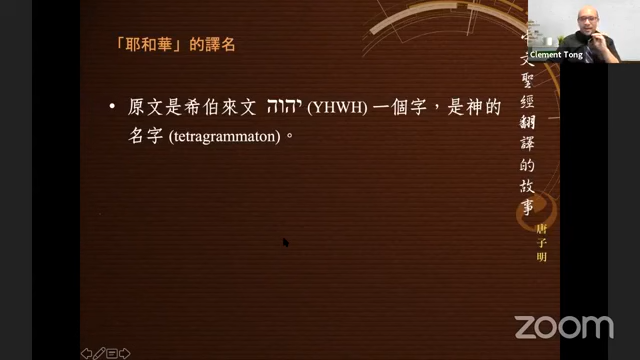 「耶和華」的譯名
• 原文是希伯來文 יהוה (YHWH) 一個字，是神的
名字 (tetragrammaton)。
文聖經翻譯的故事
唐子明
Clement Tong
zoom